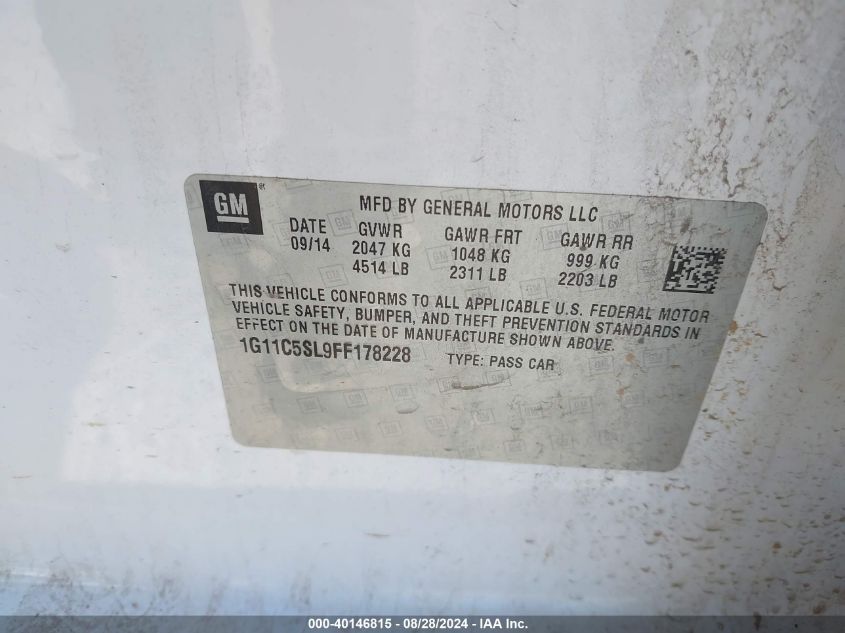 GM
MFD BY GENERAL MOTORS LLC
DATE GVWR GAWR FRT GAWR RR
09/14 2047 KG 1048 KG 999 KG
4514 LB 2311 LB 2203 LB
THIS VEHICLE CONFORMS TO ALL APPLICABLE U.S. FEDERAL MOTOR
VEHICLE SAFETY, BUMPER, AND THEFT PREVENTION STANDARDS IN
EFFECT ON THE DATE OF MANUFACTURE SHOWN ABOVE.
1G11C5SL9FF178228 TYPE: PASS CAR
000-40146815 / 08/28/2024 - IAA Inc.